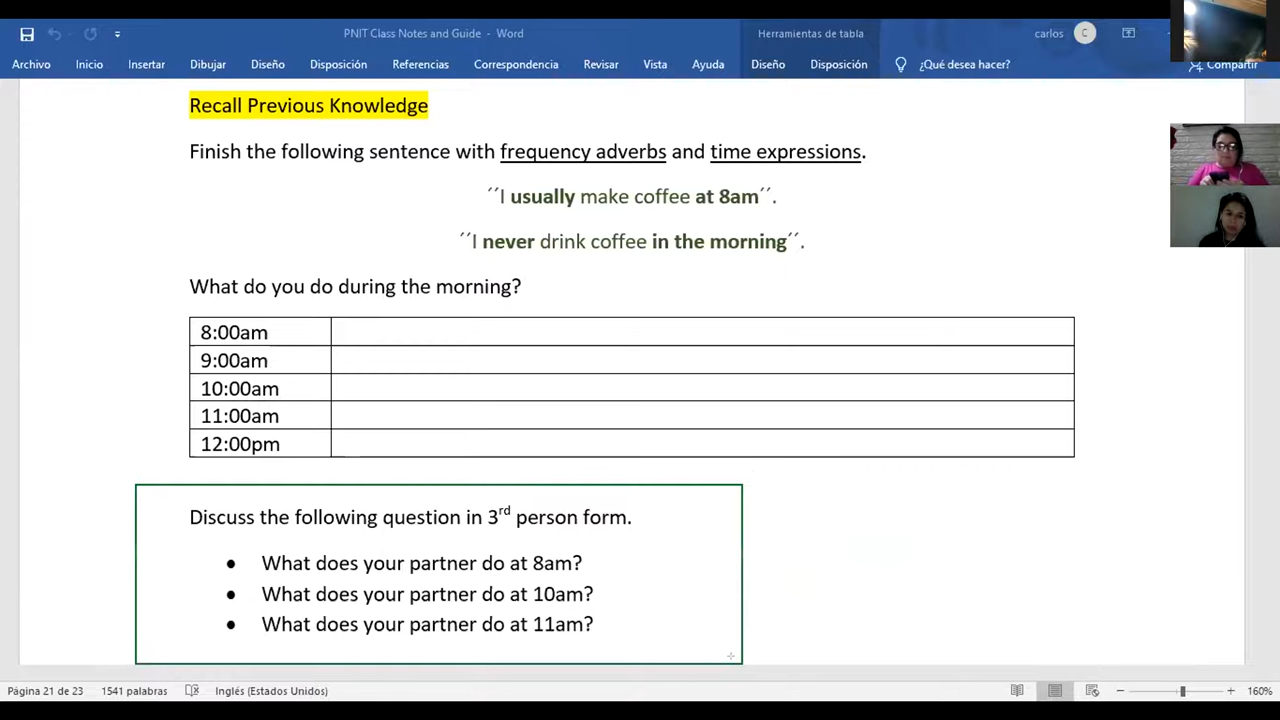 PNIT Class Notes and Guide - Word
Herramientas de tabla
carlos C
Archivo Inicio Insertar Dibujar Diseño Disposición Referencias Correspondencia Revisar Vista Ayuda Diseño Disposición ¿Qué desea hacer? Compartir
Recall Previous Knowledge
Finish the following sentence with frequency adverbs and time expressions.
´´I usually make coffee at 8am´´.
´´I never drink coffee in the morning´´.
What do you do during the morning?
8:00am
9:00am
10:00am
11:00am
12:00pm
Discuss the following question in 3rd person form.
• What does your partner do at 8am?
• What does your partner do at 10am?
• What does your partner do at 11am?
Página 21 de 23 1541 palabras Inglés (Estados Unidos) 160%